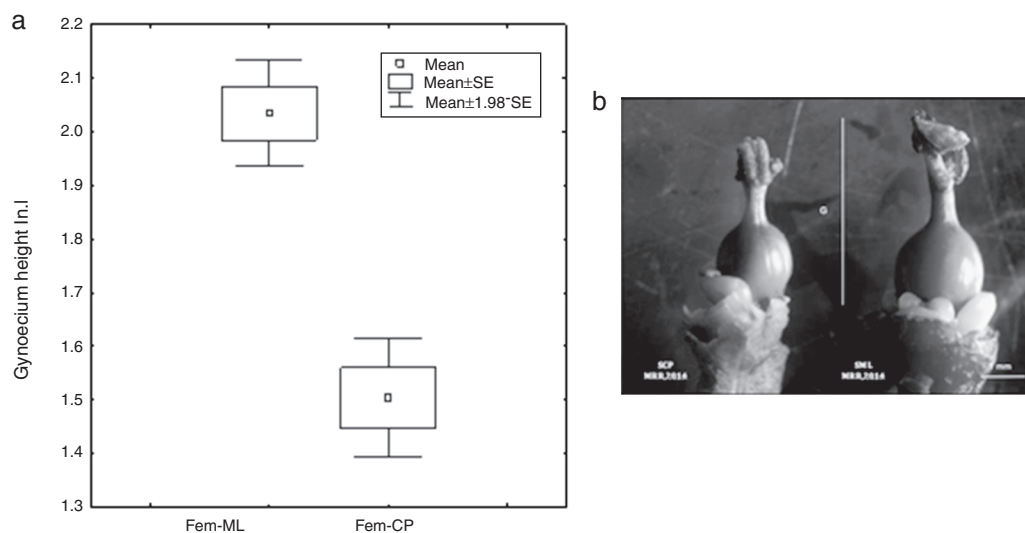 a
2.2
2.1
2.0
1.9
1.8
1.7
1.6
1.5
1.4
1.3
Gynoecium height In.l
Mean
Mean±SE
Mean±1.98-SE
Fem-ML
Fem-CP
b
G
SCP
MRR,2016
SML
MRR,2016
mm